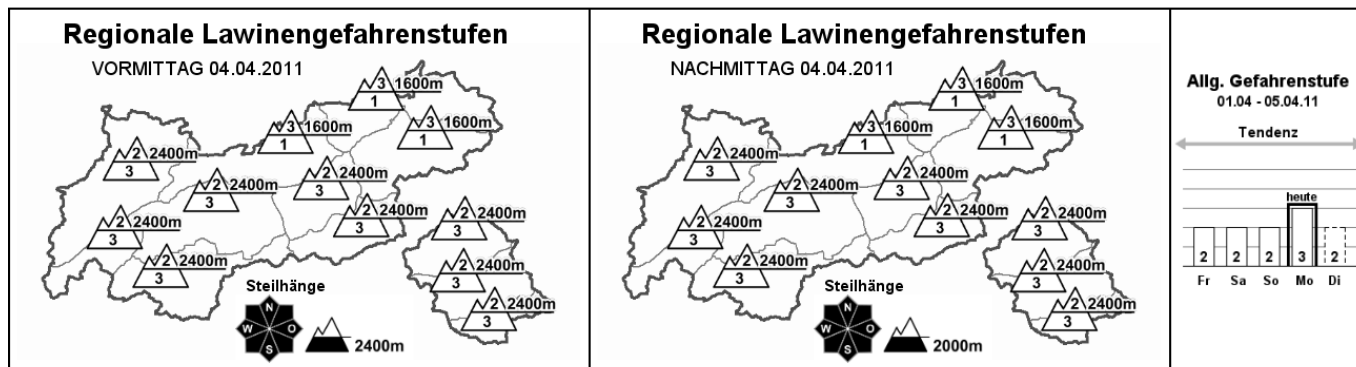 Regionale Lawinengefahrenstufen
VORMITTAG 04.04.2011
3 1600m
1
3 1600m
1
3 1600m
1
2 2400m
3
2 2400m
3
2 2400m
3
2 2400m
3
2 2400m
3
2 2400m
3
2 2400m
3
2 2400m
3
2 2400m
3
Steilhänge
N
W O
S
2400m
Regionale Lawinengefahrenstufen
NACHMITTAG 04.04.2011
3 1600m
1
3 1600m
1
3 1600m
1
2 2400m
3
2 2400m
3
2 2400m
3
2 2400m
3
2 2400m
3
2 2400m
3
2 2400m
3
2 2400m
3
2 2400m
3
Steilhänge
N
W O
S
2000m
Allg. Gefahrenstufe
01.04 - 05.04.11
Tendenz
heute
2 2 2 3 2
Fr Sa So Mo Di